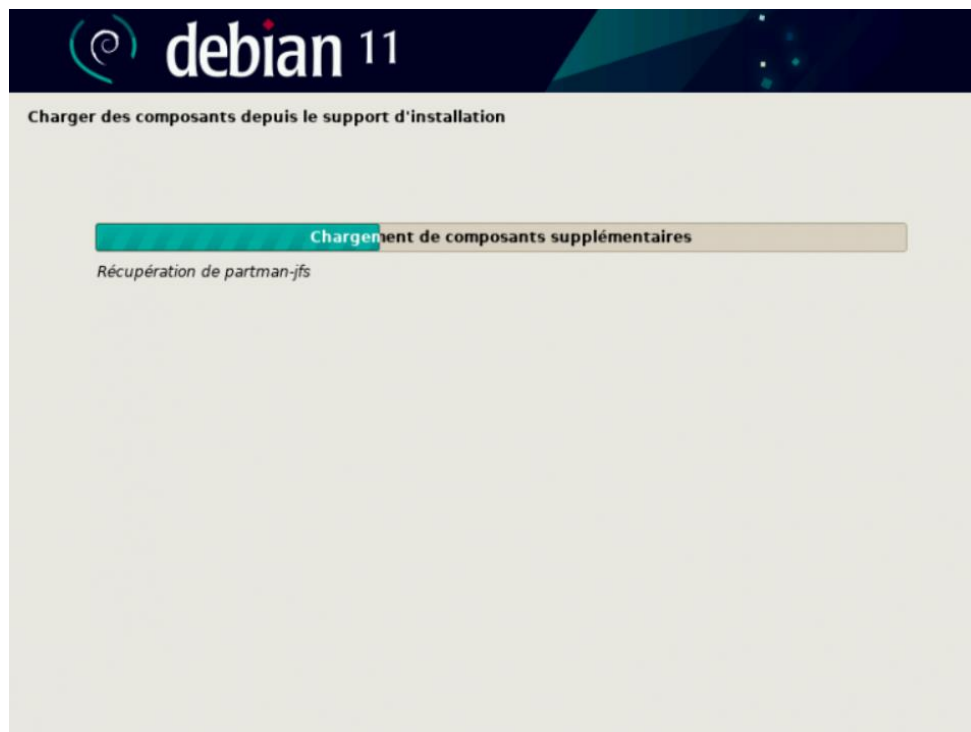 debian 11
Charger des composants depuis le support d'installation
Chargement de composants supplémentaires
Récupération de partman-jfs